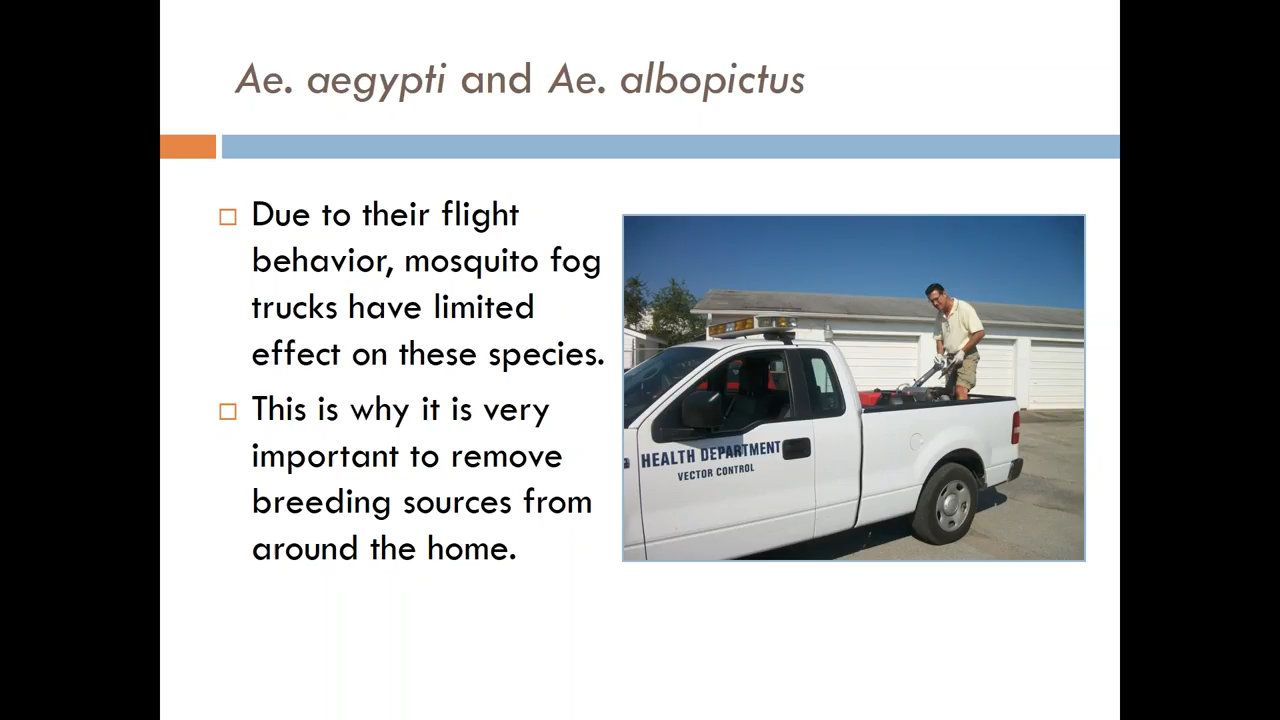 Ae. aegypti and Ae. albopictus
Due to their flight
behavior, mosquito fog
trucks have limited
effect on these species.
This is why it is very
important to remove
breeding sources from
around the home.
HEALTH DEPARTMENT
VECTOR CONTROL